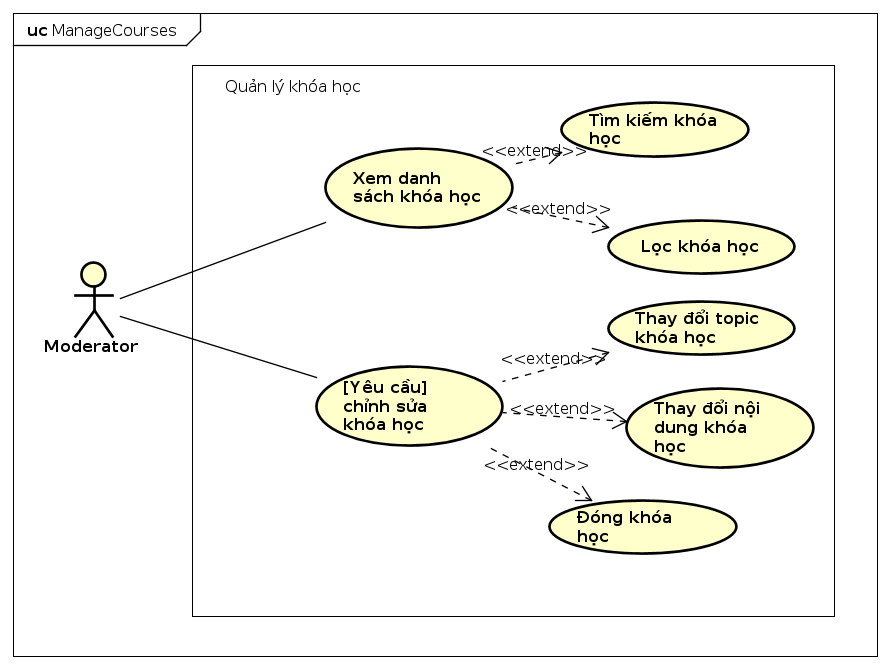 uc ManageCourses
Quản lý khóa học
Tìm kiếm khóa
học
<<extend>>
Xem danh
sách khóa học
<<extend>>
Lọc khóa học
Moderator
Thay đổi topic
khóa học
<<extend>>
[Yêu cầu]
chỉnh sửa
khóa học
<<extend>>
Thay đổi nội
dung khóa
học
<<extend>>
Đóng khóa
học